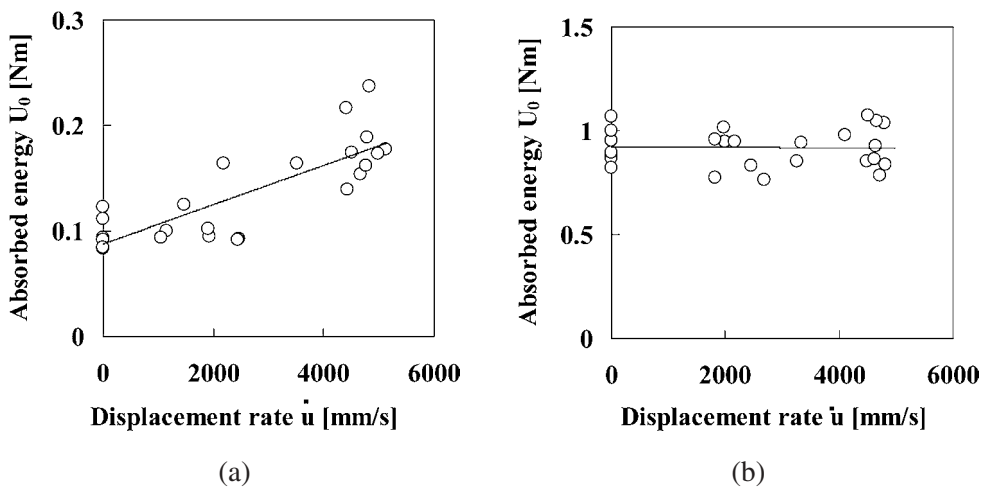 0.3
0.2
0.1
0
Absorbed energy U₀ [Nm]
0 2000 4000 6000
Displacement rate u̇ [mm/s]
(a)
1.5
1
0.5
0
Absorbed energy U₀ [Nm]
0 2000 4000 6000
Displacement rate u̇ [mm/s]
(b)